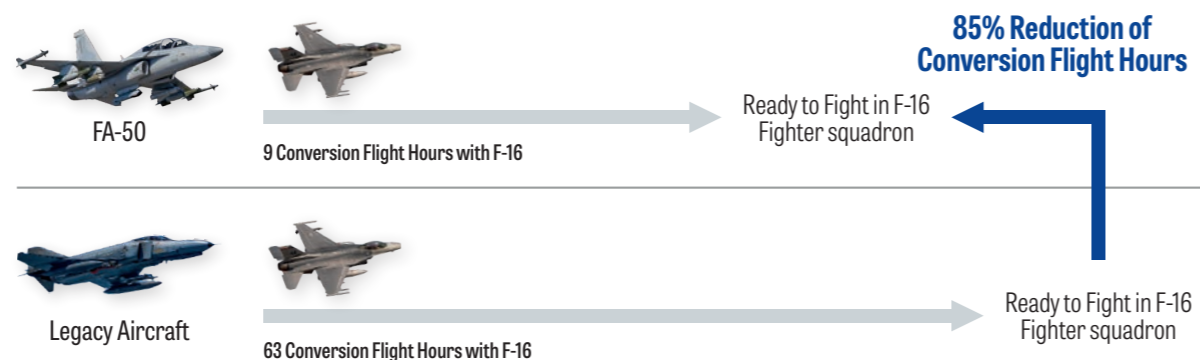 85% Reduction of
Conversion Flight Hours
Ready to Fight in F-16
Fighter squadron
FA-50
9 Conversion Flight Hours with F-16
Ready to Fight in F-16
Fighter squadron
Legacy Aircraft
63 Conversion Flight Hours with F-16